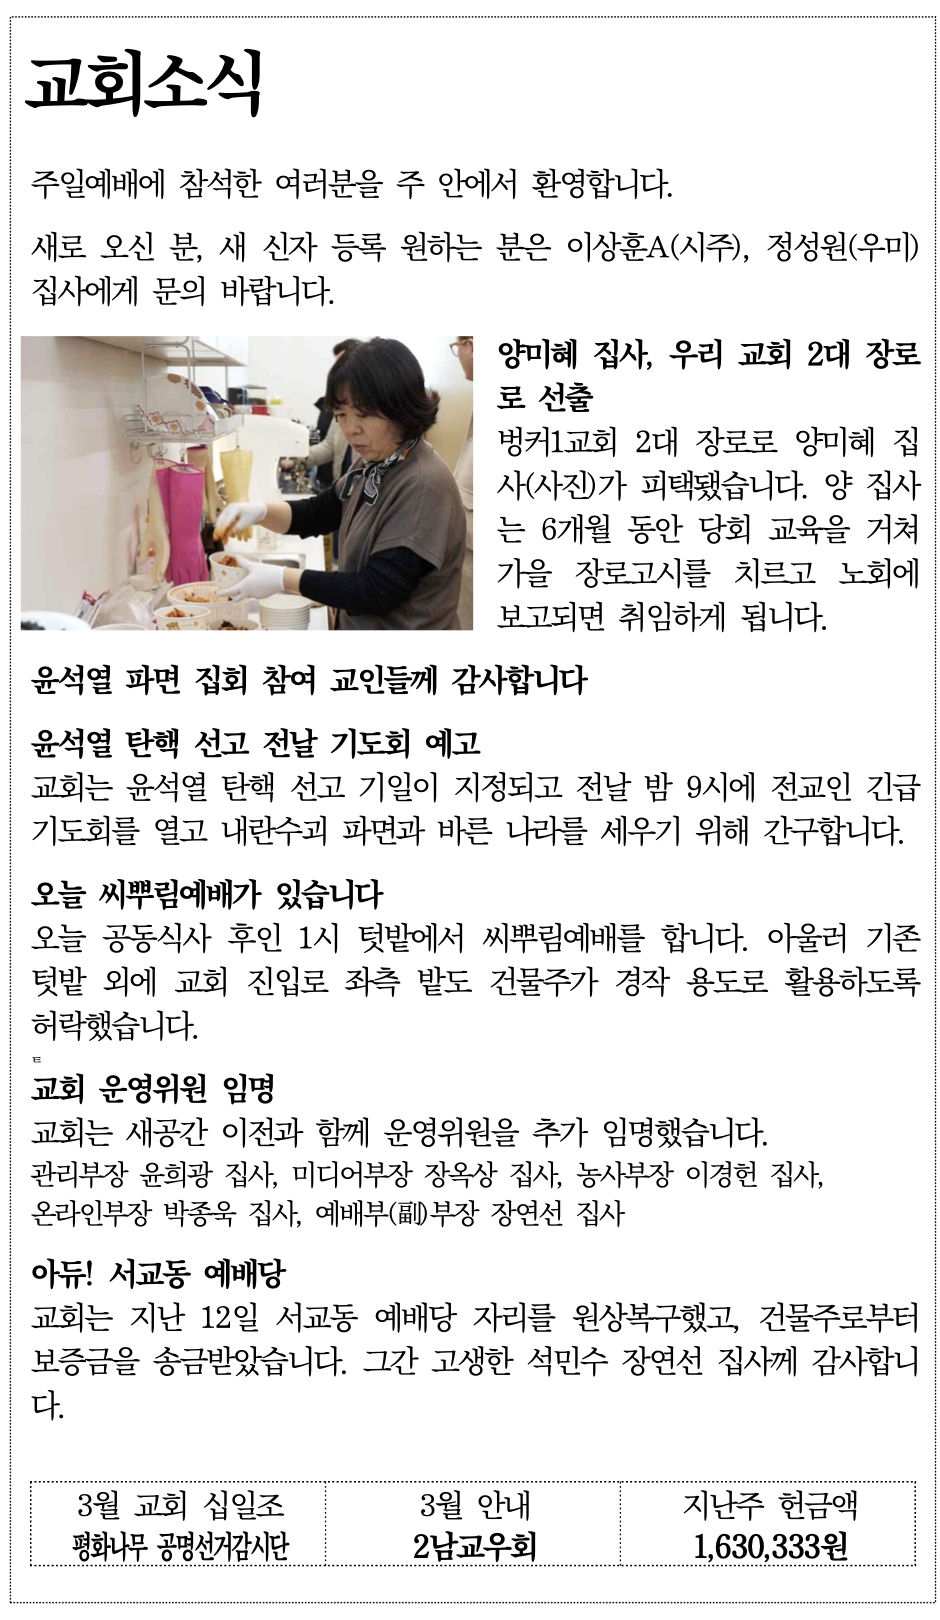 교회소식
주일예배에 참석한 여러분을 주 안에서 환영합니다.
새로 오신 분, 새 신자 등록 원하는 분은 이상훈A(시주), 정성원(우미)
집사에게 문의 바랍니다.
양미혜 집사, 우리 교회 2대 장로
로 선출
벙커1교회 2대 장로로 양미혜 집
사(사진)가 피택됐습니다. 양 집사
는 6개월 동안 당회 교육을 거쳐
가을 장로고시를 치르고 노회에
보고되면 취임하게 됩니다.
윤석열 파면 집회 참여 교인들께 감사합니다
윤석열 탄핵 선고 전날 기도회 예고
교회는 윤석열 탄핵 선고 기일이 지정되고 전날 밤 9시에 전교인 긴급
기도회를 열고 내란수괴 파면과 바른 나라를 세우기 위해 간구합니다.
오늘 씨뿌림예배가 있습니다
오늘 공동식사 후인 1시 텃밭에서 씨뿌림예배를 합니다. 아울러 기존
텃밭 외에 교회 진입로 좌측 밭도 건물주가 경작 용도로 활용하도록
허락했습니다.
ㅌ
교회 운영위원 임명
교회는 새공간 이전과 함께 운영위원을 추가 임명했습니다.
관리부장 윤희광 집사, 미디어부장 장옥상 집사, 농사부장 이경헌 집사,
온라인부장 박종욱 집사, 예배부(副)부장 장연선 집사
아듀! 서교동 예배당
교회는 지난 12일 서교동 예배당 자리를 원상복구했고, 건물주로부터
보증금을 송금받았습니다. 그간 고생한 석민수 장연선 집사께 감사합니
다.
3월 교회 십일조 3월 안내 지난주 헌금액
평화나무 공명선거감시단 2남교우회 1,630,333원